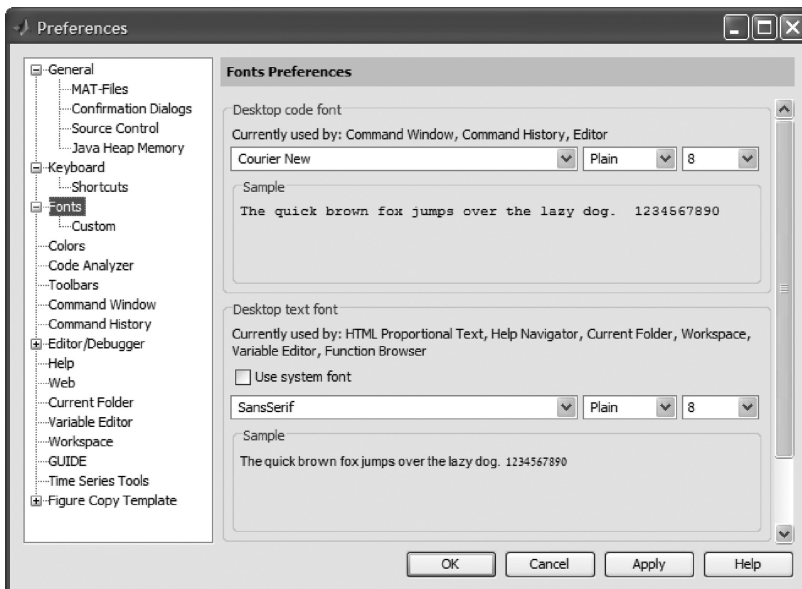 Preferences
General
MAT-Files
Confirmation Dialogs
Source Control
Java Heap Memory
Keyboard
Shortcuts
Fonts
Custom
Colors
Code Analyzer
Toolbars
Command Window
Command History
Editor/Debugger
Help
Web
Current Folder
Variable Editor
Workspace
GUIDE
Time Series Tools
Figure Copy Template
Fonts Preferences
Desktop code font
Currently used by: Command Window, Command History, Editor
Courier New Plain 8
Sample
The quick brown fox jumps over the lazy dog. 1234567890
Desktop text font
Currently used by: HTML Proportional Text, Help Navigator, Current Folder, Workspace,
Variable Editor, Function Browser
Use system font
SansSerif Plain 8
Sample
The quick brown fox jumps over the lazy dog. 1234567890
OK Cancel Apply Help